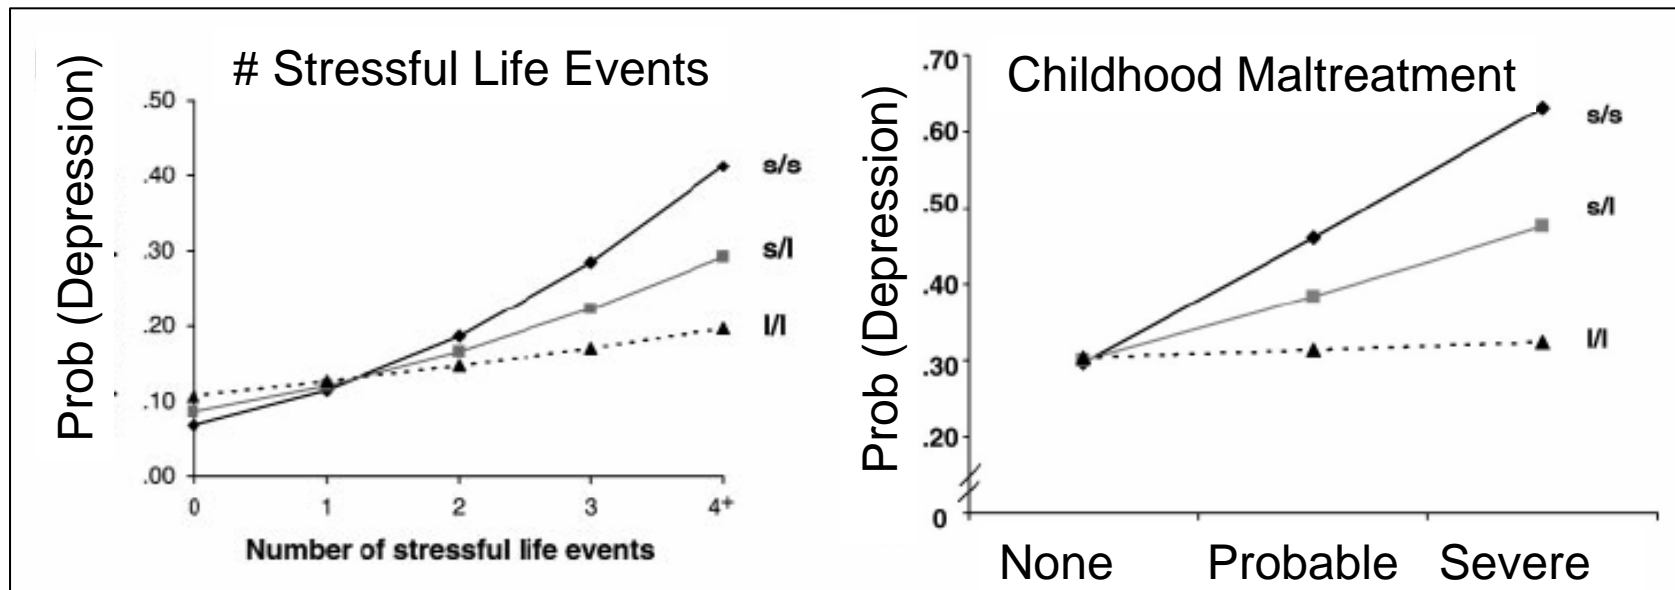 # Stressful Life Events
Prob (Depression)
.50
.40
.30
.20
.10
.00
0 1 2 3 4+
s/s
s/l
l/l
Number of stressful life events
Childhood Maltreatment
Prob (Depression)
.70
.60
.50
.40
.30
.20
0
s/s
s/l
l/l
None Probable Severe